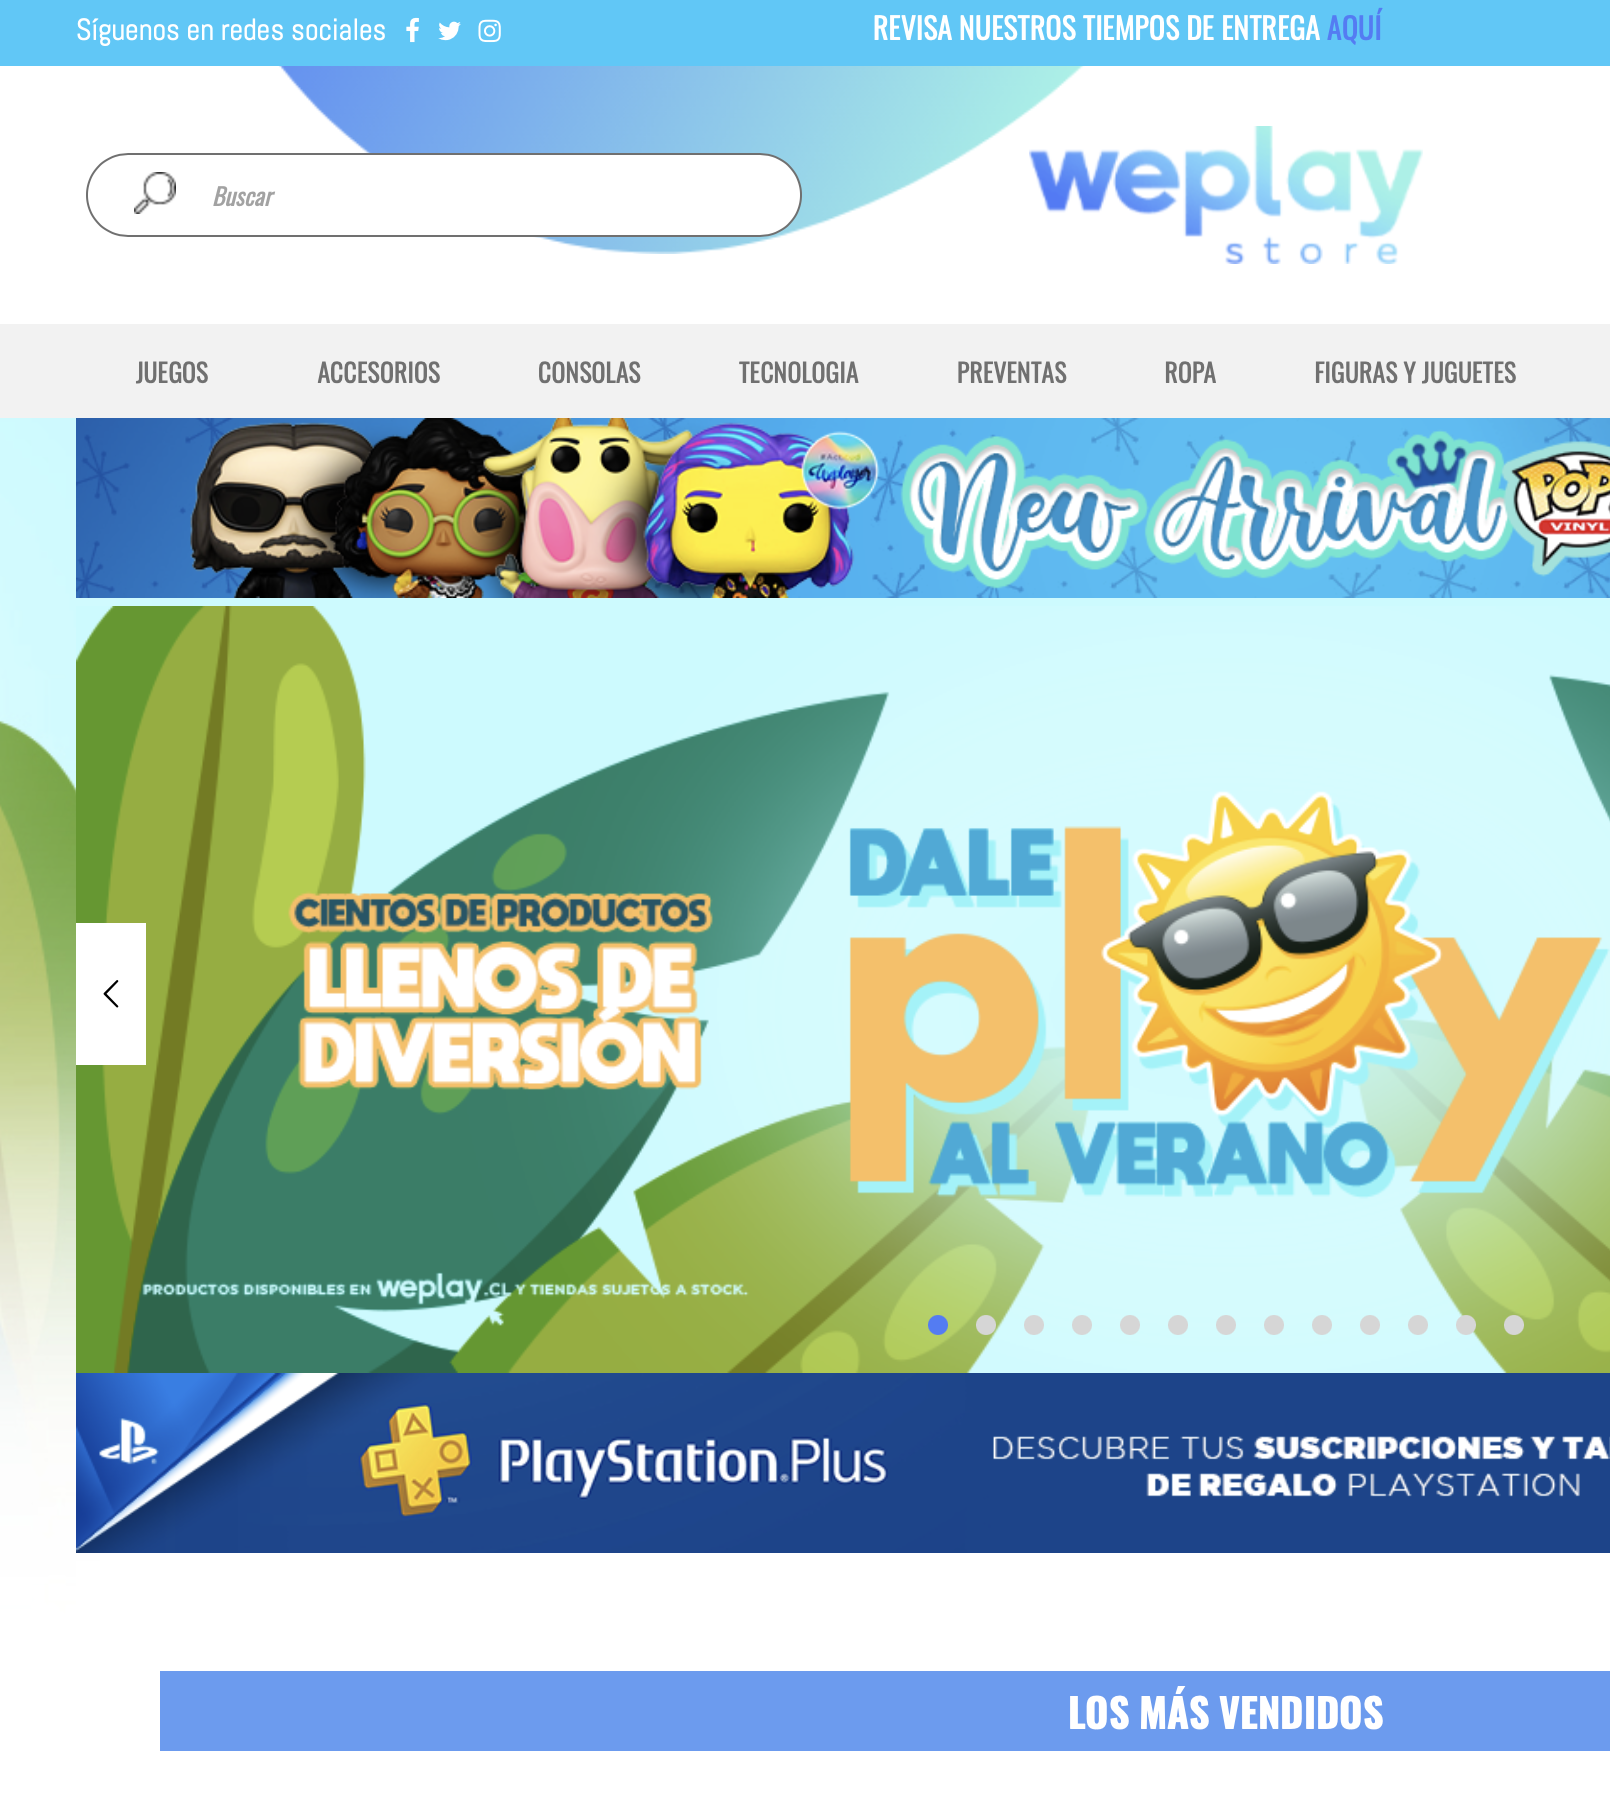 Síguenos en redes sociales
REVISA NUESTROS TIEMPOS DE ENTREGA AQUÍ
Buscar
weplay
store
JUEGOS ACCESORIOS CONSOLAS TECNOLOGIA PREVENTAS ROPA FIGURAS Y JUGUETES
New Arrival
POP
VINYL
CIENTOS DE PRODUCTOS
LLENOS DE
DIVERSIÓN
DALE
play
AL VERANO
PRODUCTOS DISPONIBLES EN weplay.CL Y TIENDAS SUJETOS A STOCK.
PlayStation.Plus
DESCUBRE TUS SUSCRIPCIONES Y TA
DE REGALO PLAYSTATION
LOS MÁS VENDIDOS